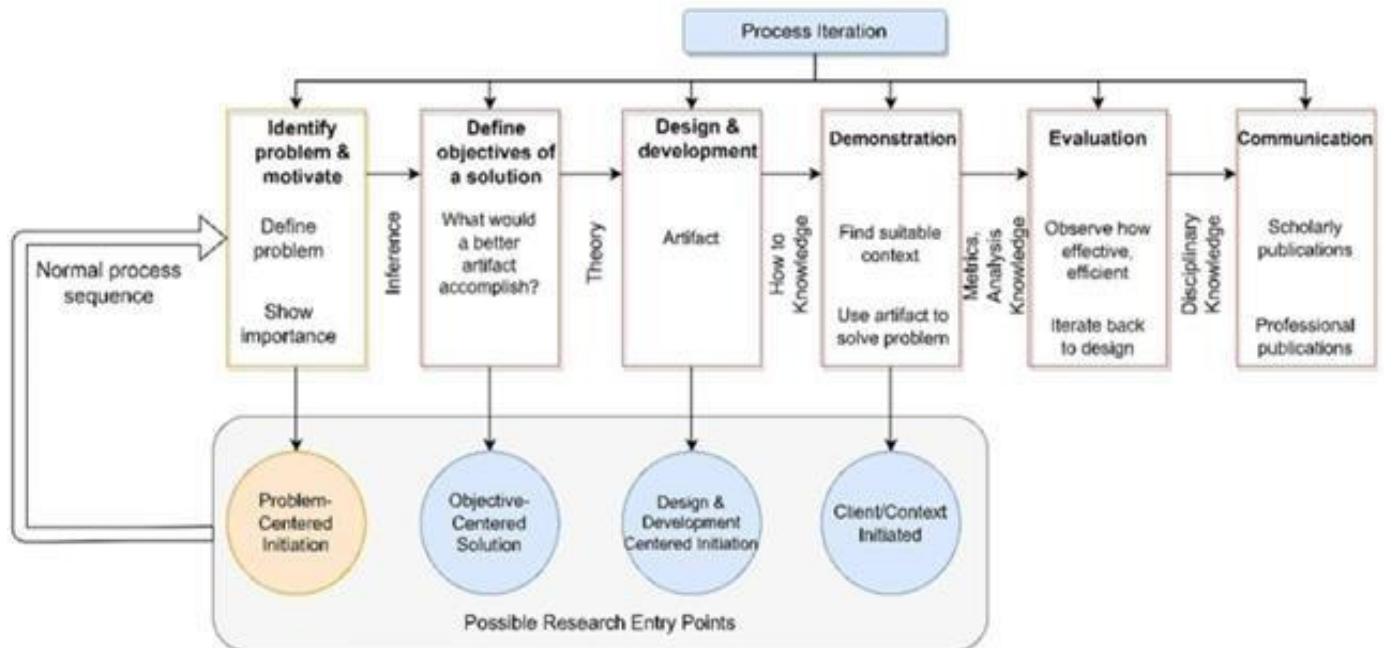 Process Iteration
Identify
problem &
motivate
Define
problem
Show
importance
Inference
Define
objectives of
a solution
What would
a better
artifact
accomplish?
Theory
Design &
development
Artifact
How to
Knowledge
Demonstration
Find suitable
context
Use artifact to
solve problem
Metrics,
Analysis
Knowledge
Evaluation
Observe how
effective,
efficient
Iterate back
to design
Disciplinary
Knowledge
Communication
Scholarly
publications
Professional
publications
Normal process
sequence
Problem-
Centered
Initiation
Objective-
Centered
Solution
Design &
Development
Centered Initiation
Client/Context
Initiated
Possible Research Entry Points